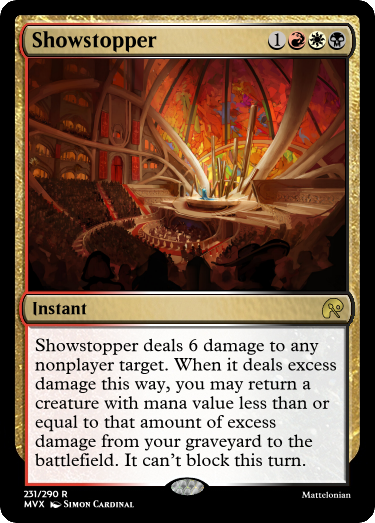 Showstopper 1
Instant
Showstopper deals 6 damage to any
nonplayer target. When it deals excess
damage this way, you may return a
creature with mana value less than or
equal to that amount of excess
damage from your graveyard to the
battlefield. It can't block this turn.
231/290 R
MVX Simon Cardinal
Mattelonian